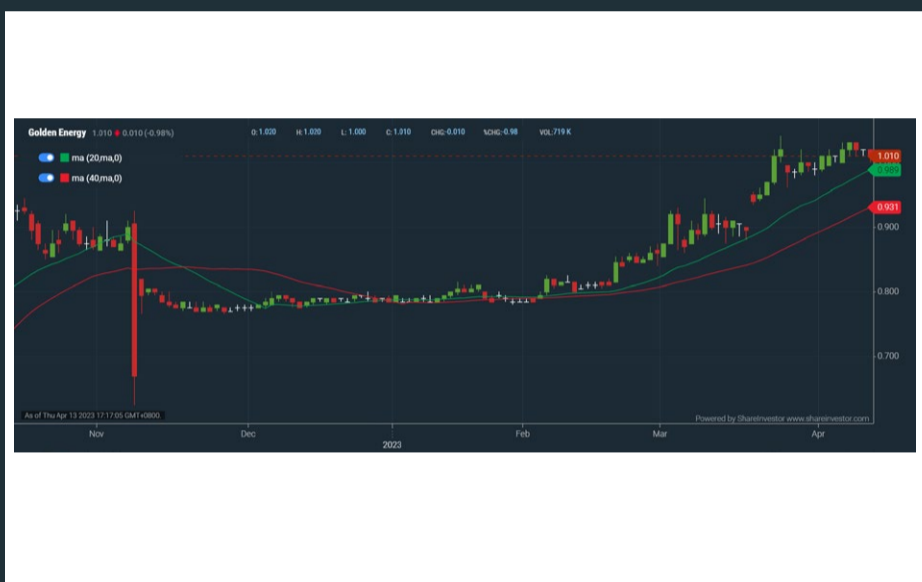 Golden Energy 1.010 0.010 (-0.98%) O: 1.020 H: 1.020 L: 1.000 C: 1.010 CHG:-0.010 %CHG:-0.98 VOL:719 K
ma (20,ma,0)
ma (40,ma,0)
1.010
0.989
0.931
0.900
0.800
0.700
As of Thu Apr 13 2023 17:17:05 GMT+0800
Powered by ShareInvestor www.shareinvestor.com
Nov Dec 2023 Feb Mar Apr